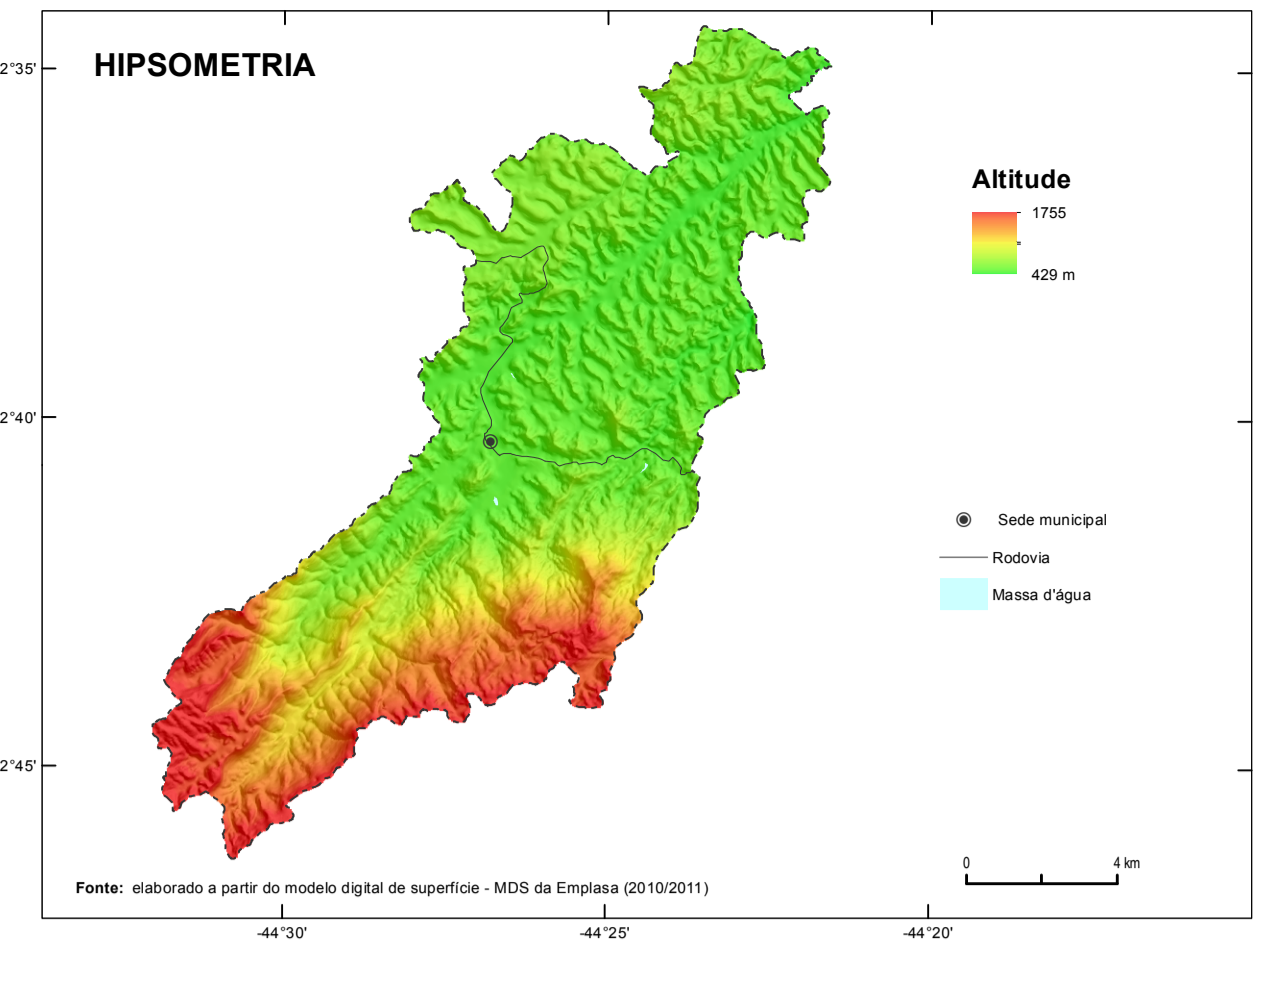 HIPSOMETRIA
2°35'
Altitude
1755
429 m
2°40'
Sede municipal
Rodovia
Massa d'água
2°45'
0 4 km
Fonte: elaborado a partir do modelo digital de superfície - MDS da Emplasa (2010/2011)
-44°30' -44°25' -44°20'